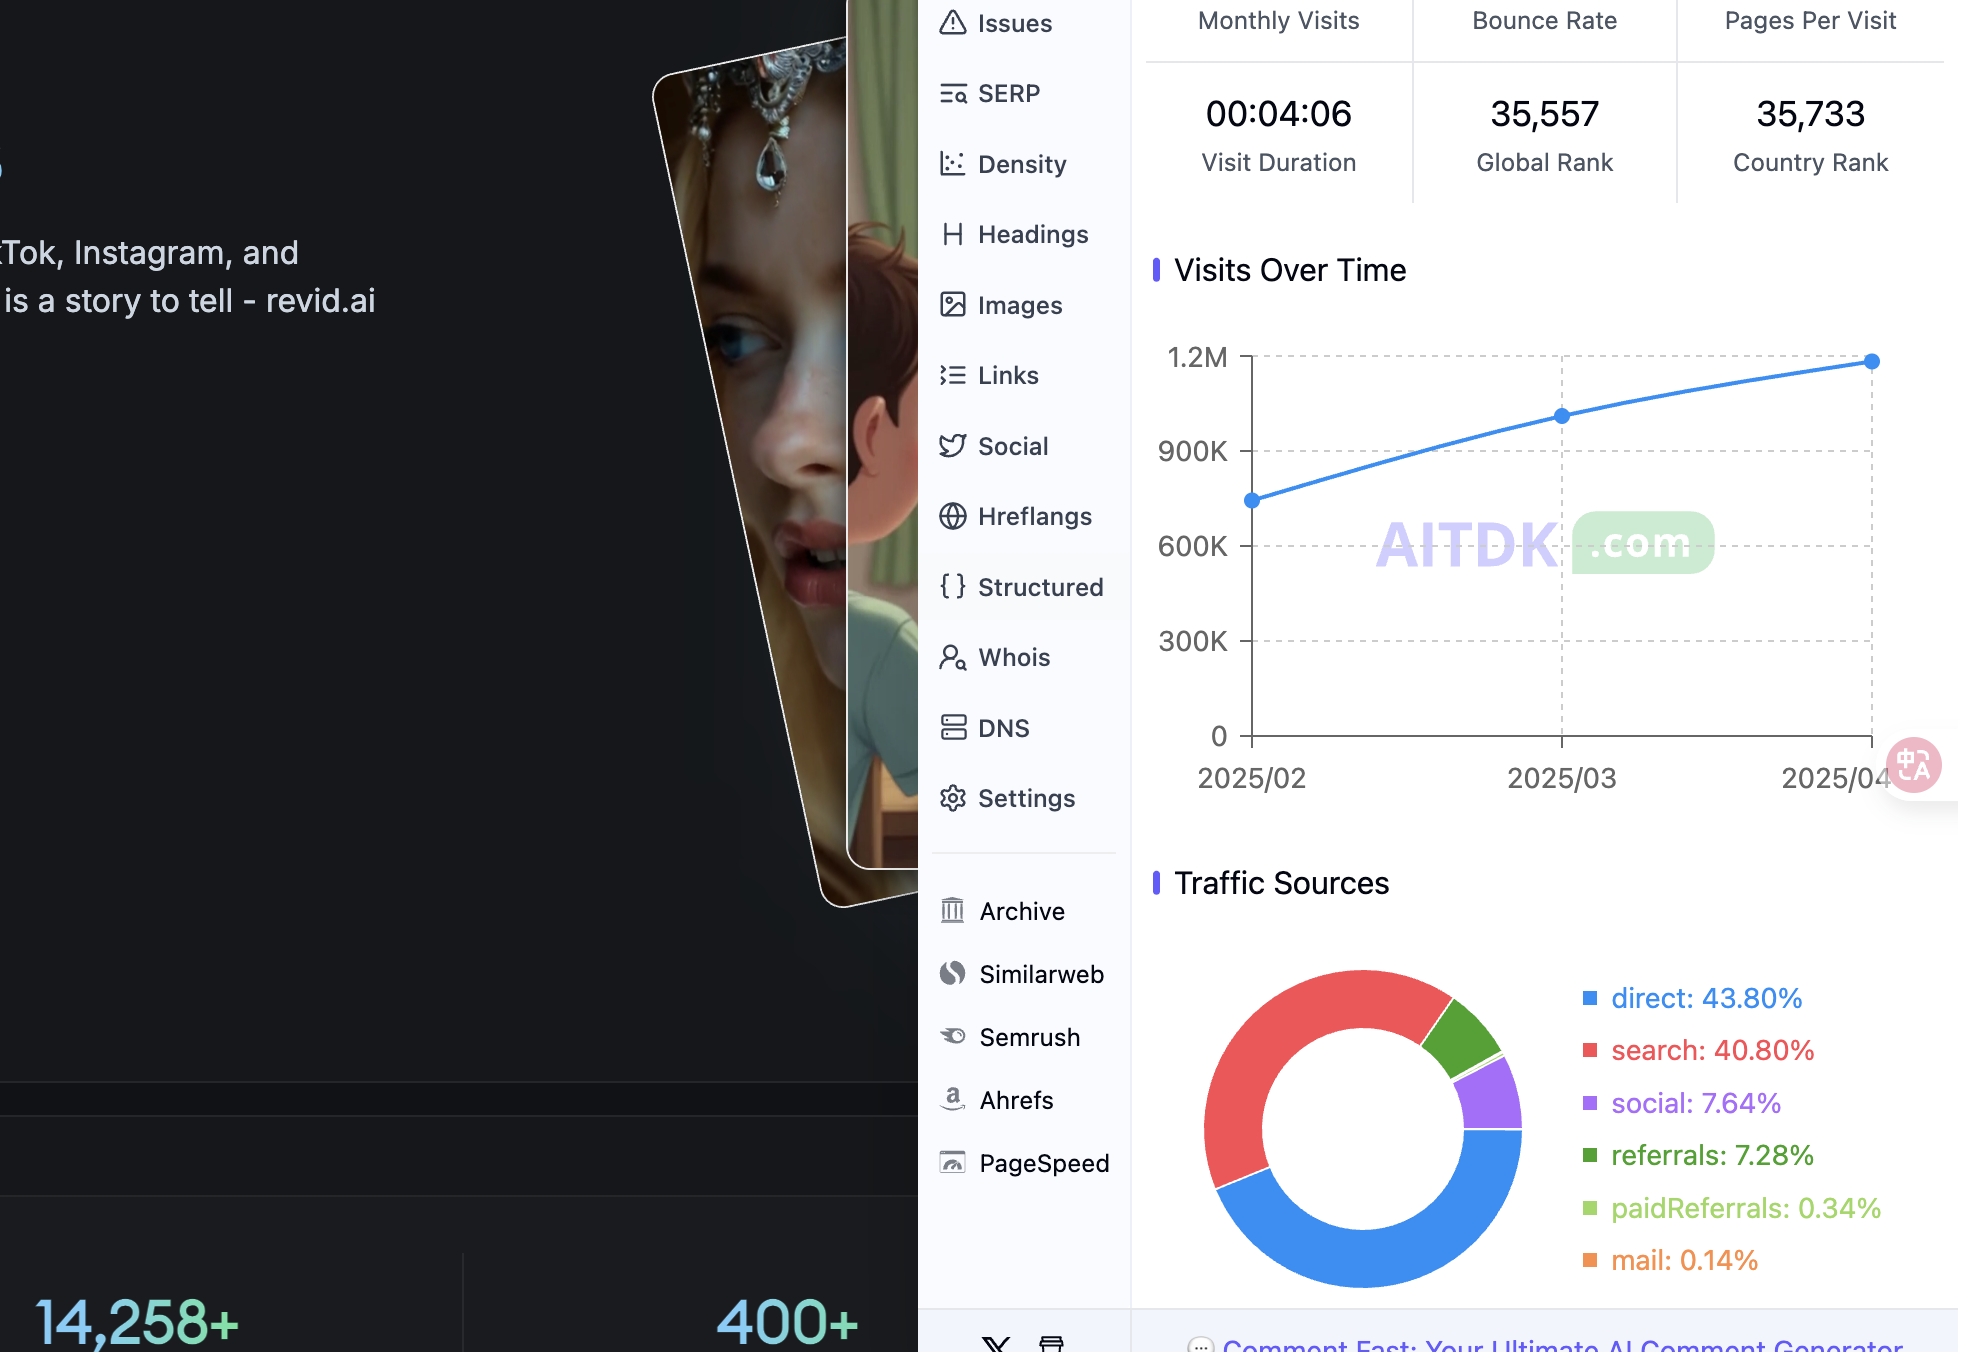 Tok, Instagram, and
is a story to tell - revid.ai
14,258+
400+
Issues
SERP
Density
Headings
Images
Links
Social
Hreflangs
Structured
Whois
DNS
Settings
Archive
Similarweb
Semrush
Ahrefs
PageSpeed
Monthly Visits
Bounce Rate
Pages Per Visit
00:04:06
35,557
35,733
Visit Duration
Global Rank
Country Rank
Visits Over Time
1.2M
900K
600K
300K
0
2025/02
2025/03
2025/04
AITDK .com
中A
Traffic Sources
direct: 43.80%
search: 40.80%
social: 7.64%
referrals: 7.28%
paidReferrals: 0.34%
mail: 0.14%
Comment Fast: Your Ultimate AI Comment Generator